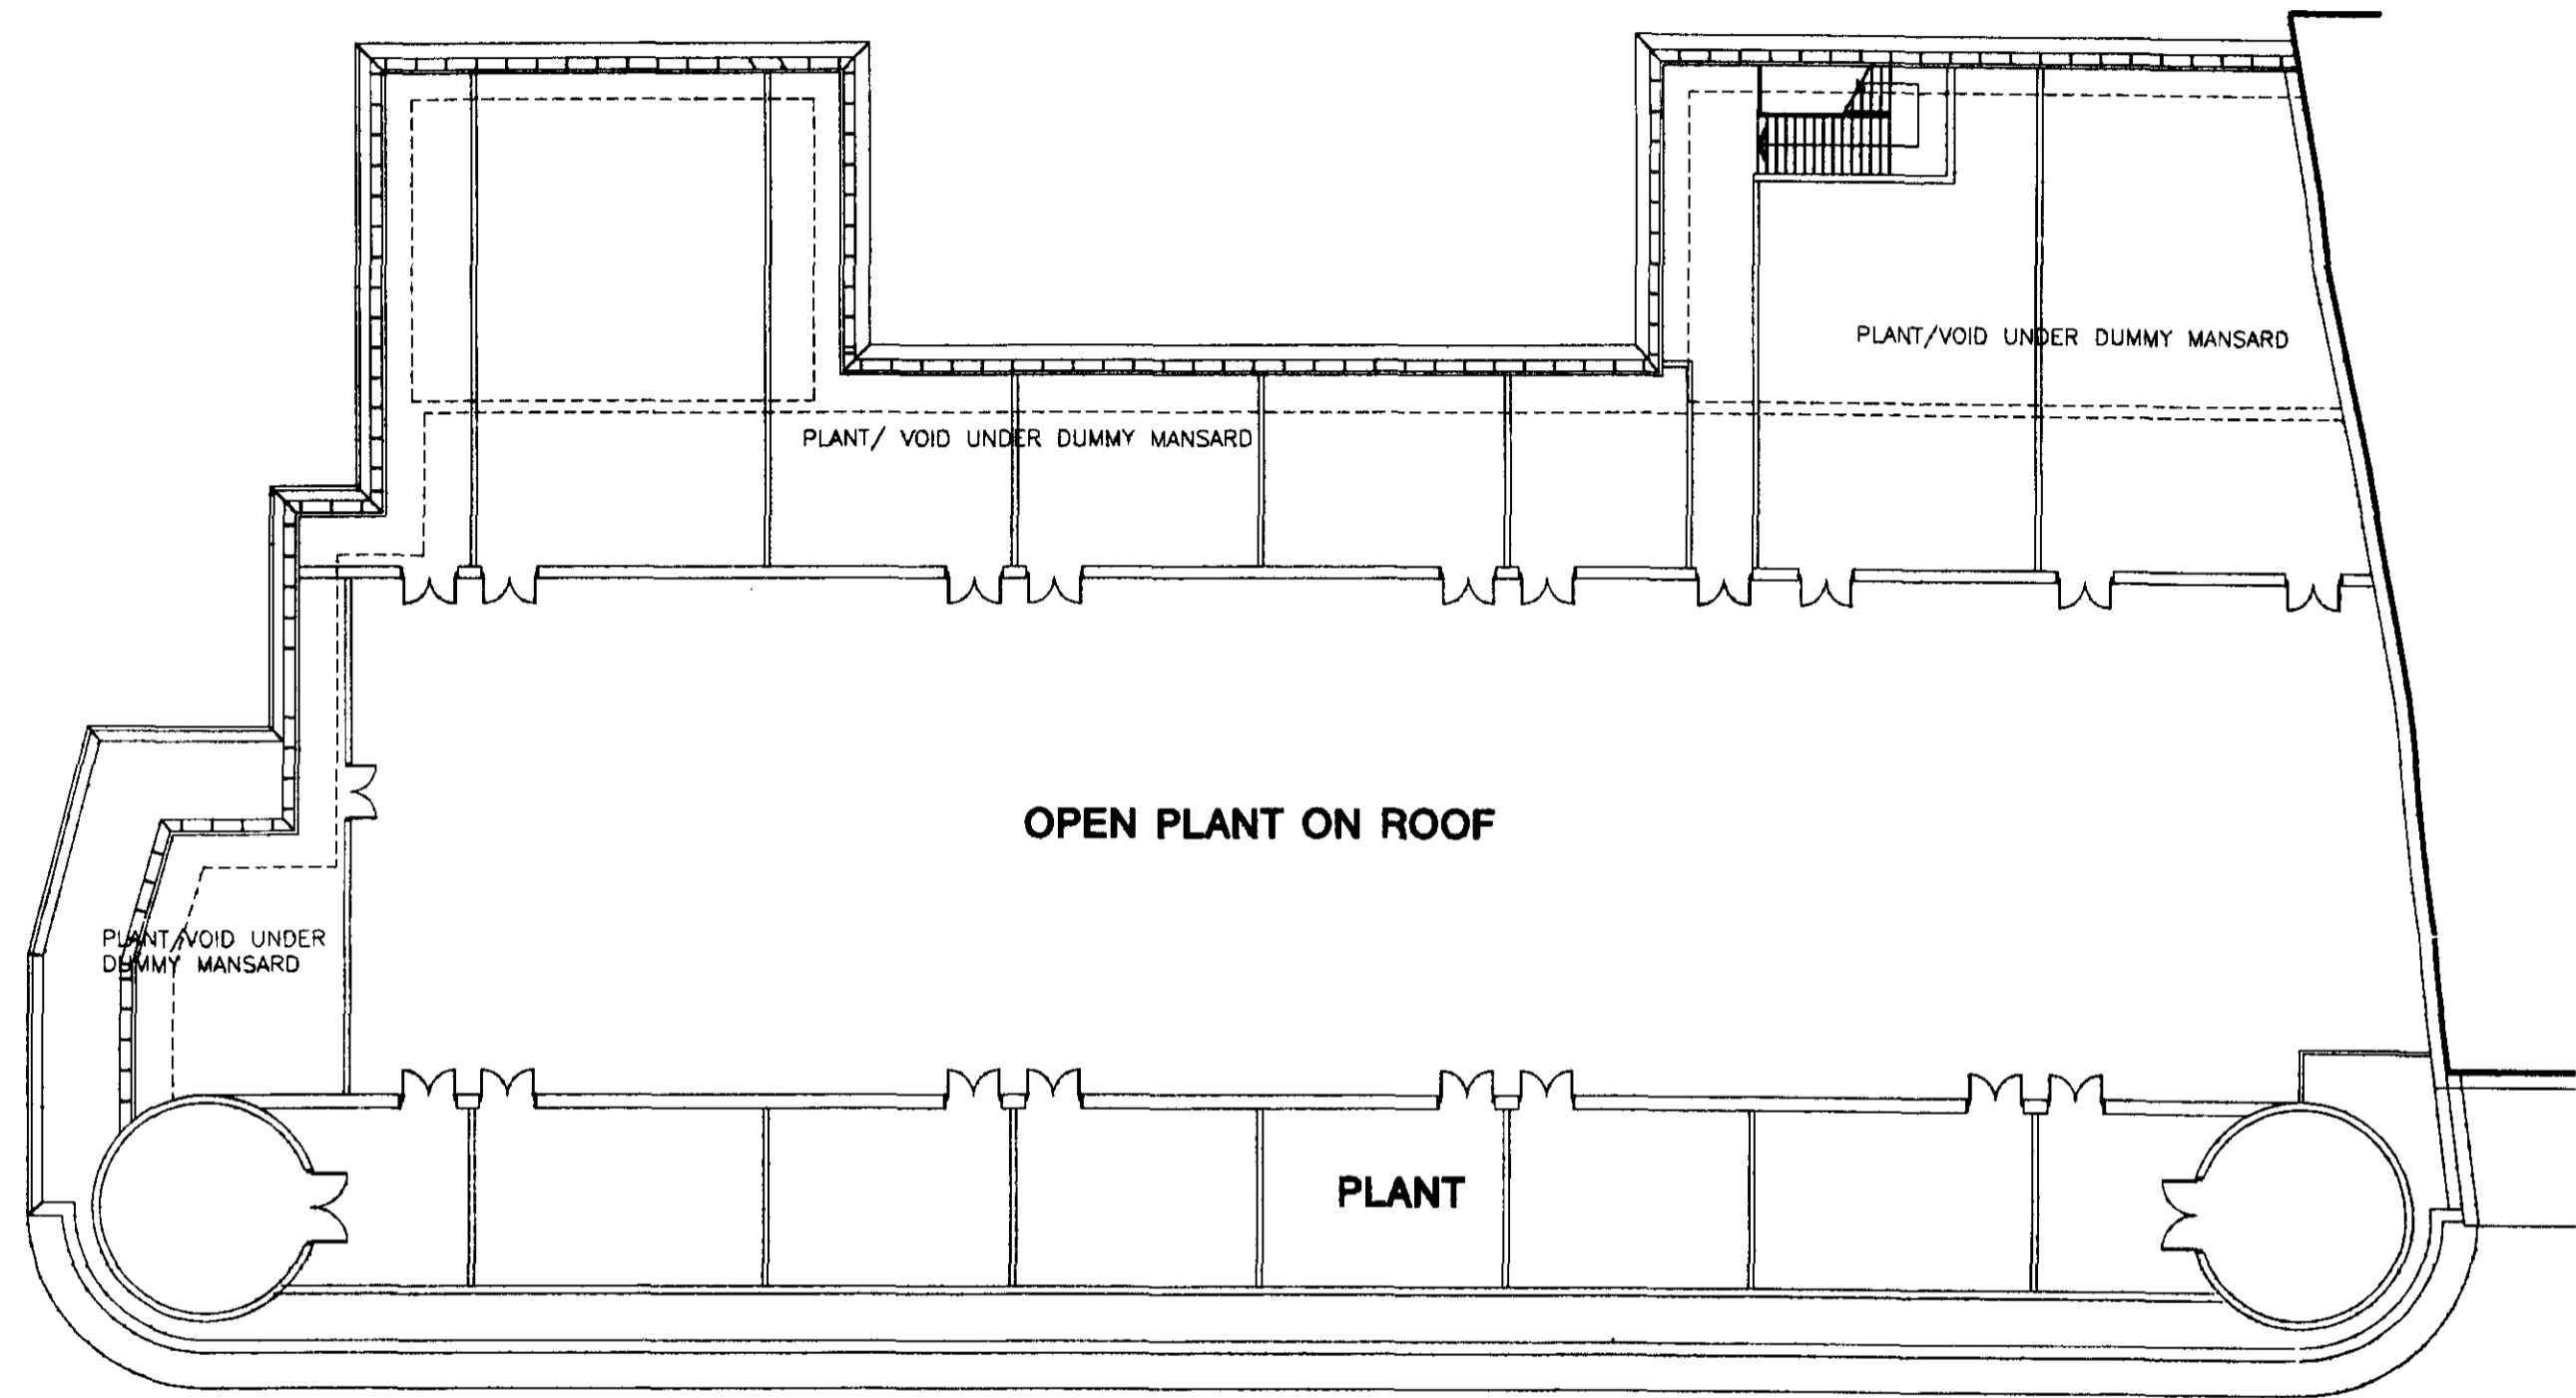 PLANT/VOID UNDER DUMMY MANSARD
PLANT/ VOID UNDER DUMMY MANSARD
OPEN PLANT ON ROOF
PLANT/VOID UNDER
DUMMY MANSARD
PLANT